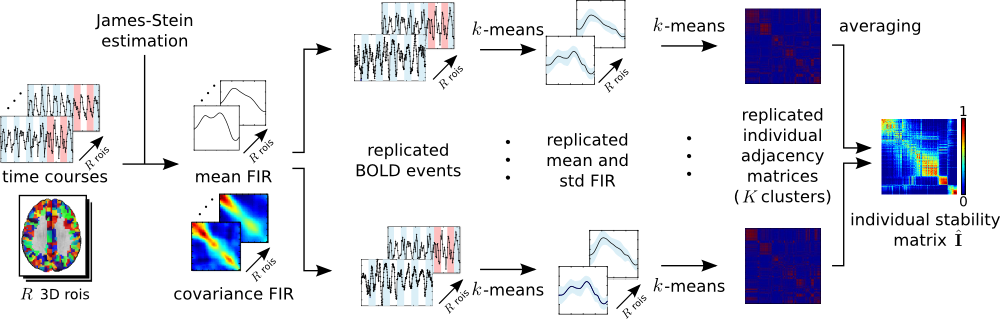 James-Stein
estimation
R rois
time courses
R 3D rois
R rois
mean FIR
R rois
covariance FIR
R rois
k-means
R rois
k-means
averaging
replicated
BOLD events
replicated
mean and
std FIR
replicated
individual
adjacency
matrices
(K clusters)
1
0
individual stability
matrix Î
R rois
k-means
R rois
k-means